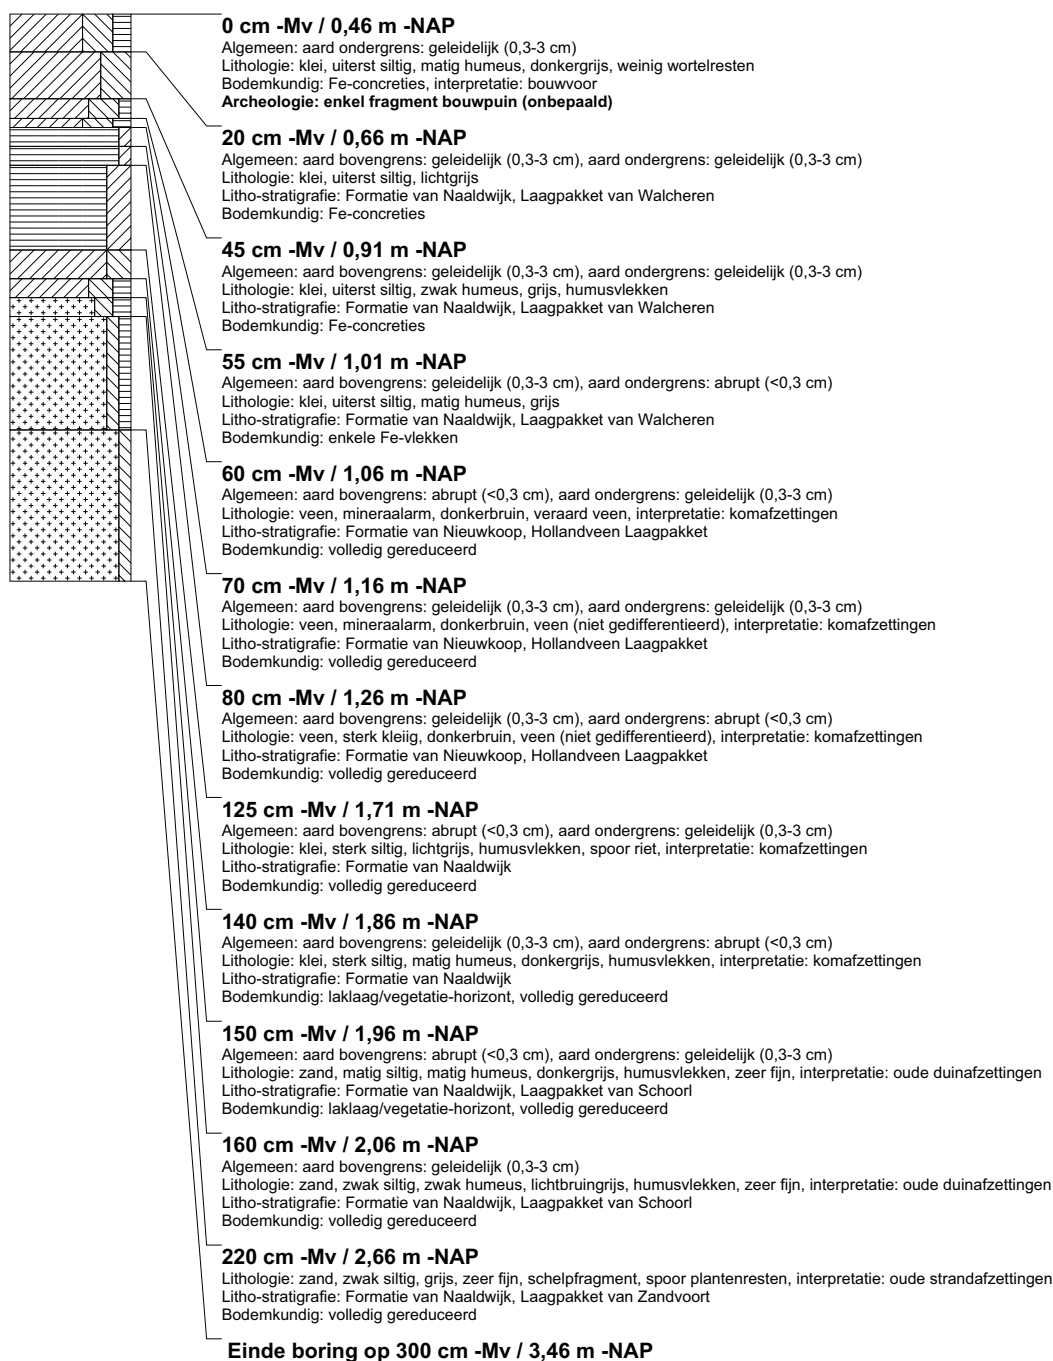 0 cm -Mv / 0,46 m -NAP
Algemeen: aard ondergrens: geleidelijk (0,3-3 cm)
Lithologie: klei, uiterst siltig, matig humeus, donkergrijs, weinig wortelresten
Bodemkundig: Fe-concreties, interpretatie: bouwvoor
Archeologie: enkel fragment bouwpuin (onbepaald)
20 cm -Mv / 0,66 m -NAP
Algemeen: aard bovengrens: geleidelijk (0,3-3 cm), aard ondergrens: geleidelijk (0,3-3 cm)
Lithologie: klei, uiterst siltig, lichtgrijs
Litho-stratigrafie: Formatie van Naaldwijk, Laagpakket van Walcheren
Bodemkundig: Fe-concreties
45 cm -Mv / 0,91 m -NAP
Algemeen: aard bovengrens: geleidelijk (0,3-3 cm), aard ondergrens: geleidelijk (0,3-3 cm)
Lithologie: klei, uiterst siltig, zwak humeus, grijs, humusvlekken
Litho-stratigrafie: Formatie van Naaldwijk, Laagpakket van Walcheren
Bodemkundig: Fe-concreties
55 cm -Mv / 1,01 m -NAP
Algemeen: aard bovengrens: geleidelijk (0,3-3 cm), aard ondergrens: abrupt (<0,3 cm)
Lithologie: klei, uiterst siltig, matig humeus, grijs
Litho-stratigrafie: Formatie van Naaldwijk, Laagpakket van Walcheren
Bodemkundig: enkele Fe-vlekken
60 cm -Mv / 1,06 m -NAP
Algemeen: aard bovengrens: abrupt (<0,3 cm), aard ondergrens: geleidelijk (0,3-3 cm)
Lithologie: veen, mineraalarm, donkerbruin, veraard veen, interpretatie: komafzettingen
Litho-stratigrafie: Formatie van Nieuwkoop, Hollandveen Laagpakket
Bodemkundig: volledig gereduceerd
70 cm -Mv / 1,16 m -NAP
Algemeen: aard bovengrens: geleidelijk (0,3-3 cm), aard ondergrens: geleidelijk (0,3-3 cm)
Lithologie: veen, mineraalarm, donkerbruin, veen (niet gedifferentieerd), interpretatie: komafzettingen
Litho-stratigrafie: Formatie van Nieuwkoop, Hollandveen Laagpakket
Bodemkundig: volledig gereduceerd
80 cm -Mv / 1,26 m -NAP
Algemeen: aard bovengrens: geleidelijk (0,3-3 cm), aard ondergrens: abrupt (<0,3 cm)
Lithologie: veen, sterk kleiig, donkerbruin, veen (niet gedifferentieerd), interpretatie: komafzettingen
Litho-stratigrafie: Formatie van Nieuwkoop, Hollandveen Laagpakket
Bodemkundig: volledig gereduceerd
125 cm -Mv / 1,71 m -NAP
Algemeen: aard bovengrens: abrupt (<0,3 cm), aard ondergrens: geleidelijk (0,3-3 cm)
Lithologie: klei, sterk siltig, lichtgrijs, humusvlekken, spoor riet, interpretatie: komafzettingen
Litho-stratigrafie: Formatie van Naaldwijk
Bodemkundig: volledig gereduceerd
140 cm -Mv / 1,86 m -NAP
Algemeen: aard bovengrens: geleidelijk (0,3-3 cm), aard ondergrens: abrupt (<0,3 cm)
Lithologie: klei, sterk siltig, matig humeus, donkergrijs, humusvlekken, interpretatie: komafzettingen
Litho-stratigrafie: Formatie van Naaldwijk
Bodemkundig: laklaag/vegetatie-horizont, volledig gereduceerd
150 cm -Mv / 1,96 m -NAP
Algemeen: aard bovengrens: abrupt (<0,3 cm), aard ondergrens: geleidelijk (0,3-3 cm)
Lithologie: zand, matig siltig, matig humeus, donkergrijs, humusvlekken, zeer fijn, interpretatie: oude duinafzettingen
Litho-stratigrafie: Formatie van Naaldwijk, Laagpakket van Schoorl
Bodemkundig: laklaag/vegetatie-horizont, volledig gereduceerd
160 cm -Mv / 2,06 m -NAP
Algemeen: aard bovengrens: geleidelijk (0,3-3 cm)
Lithologie: zand, zwak siltig, zwak humeus, lichtbruingrijs, humusvlekken, zeer fijn, interpretatie: oude duinafzettingen
Litho-stratigrafie: Formatie van Naaldwijk, Laagpakket van Schoorl
Bodemkundig: volledig gereduceerd
220 cm -Mv / 2,66 m -NAP
Lithologie: zand, zwak siltig, grijs, zeer fijn, schelpfragment, spoor plantenresten, interpretatie: oude strandafzettingen
Litho-stratigrafie: Formatie van Naaldwijk, Laagpakket van Zandvoort
Bodemkundig: volledig gereduceerd
Einde boring op 300 cm -Mv / 3,46 m -NAP